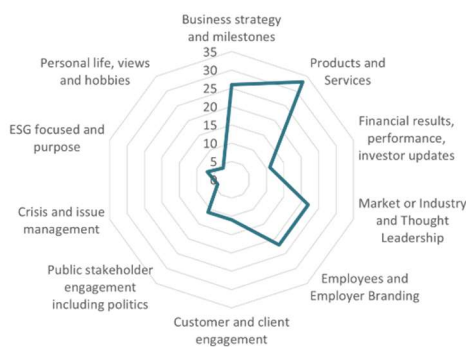 Business strategy
and milestones
Products and
Services
Financial results,
performance,
investor updates
Market or Industry
and Thought
Leadership
Employees and
Employer Branding
Customer and client
engagement
Public stakeholder
engagement
including politics
Crisis and issue
management
ESG focused and
purpose
Personal life, views
and hobbies
35
30
25
20
15
10
5
0